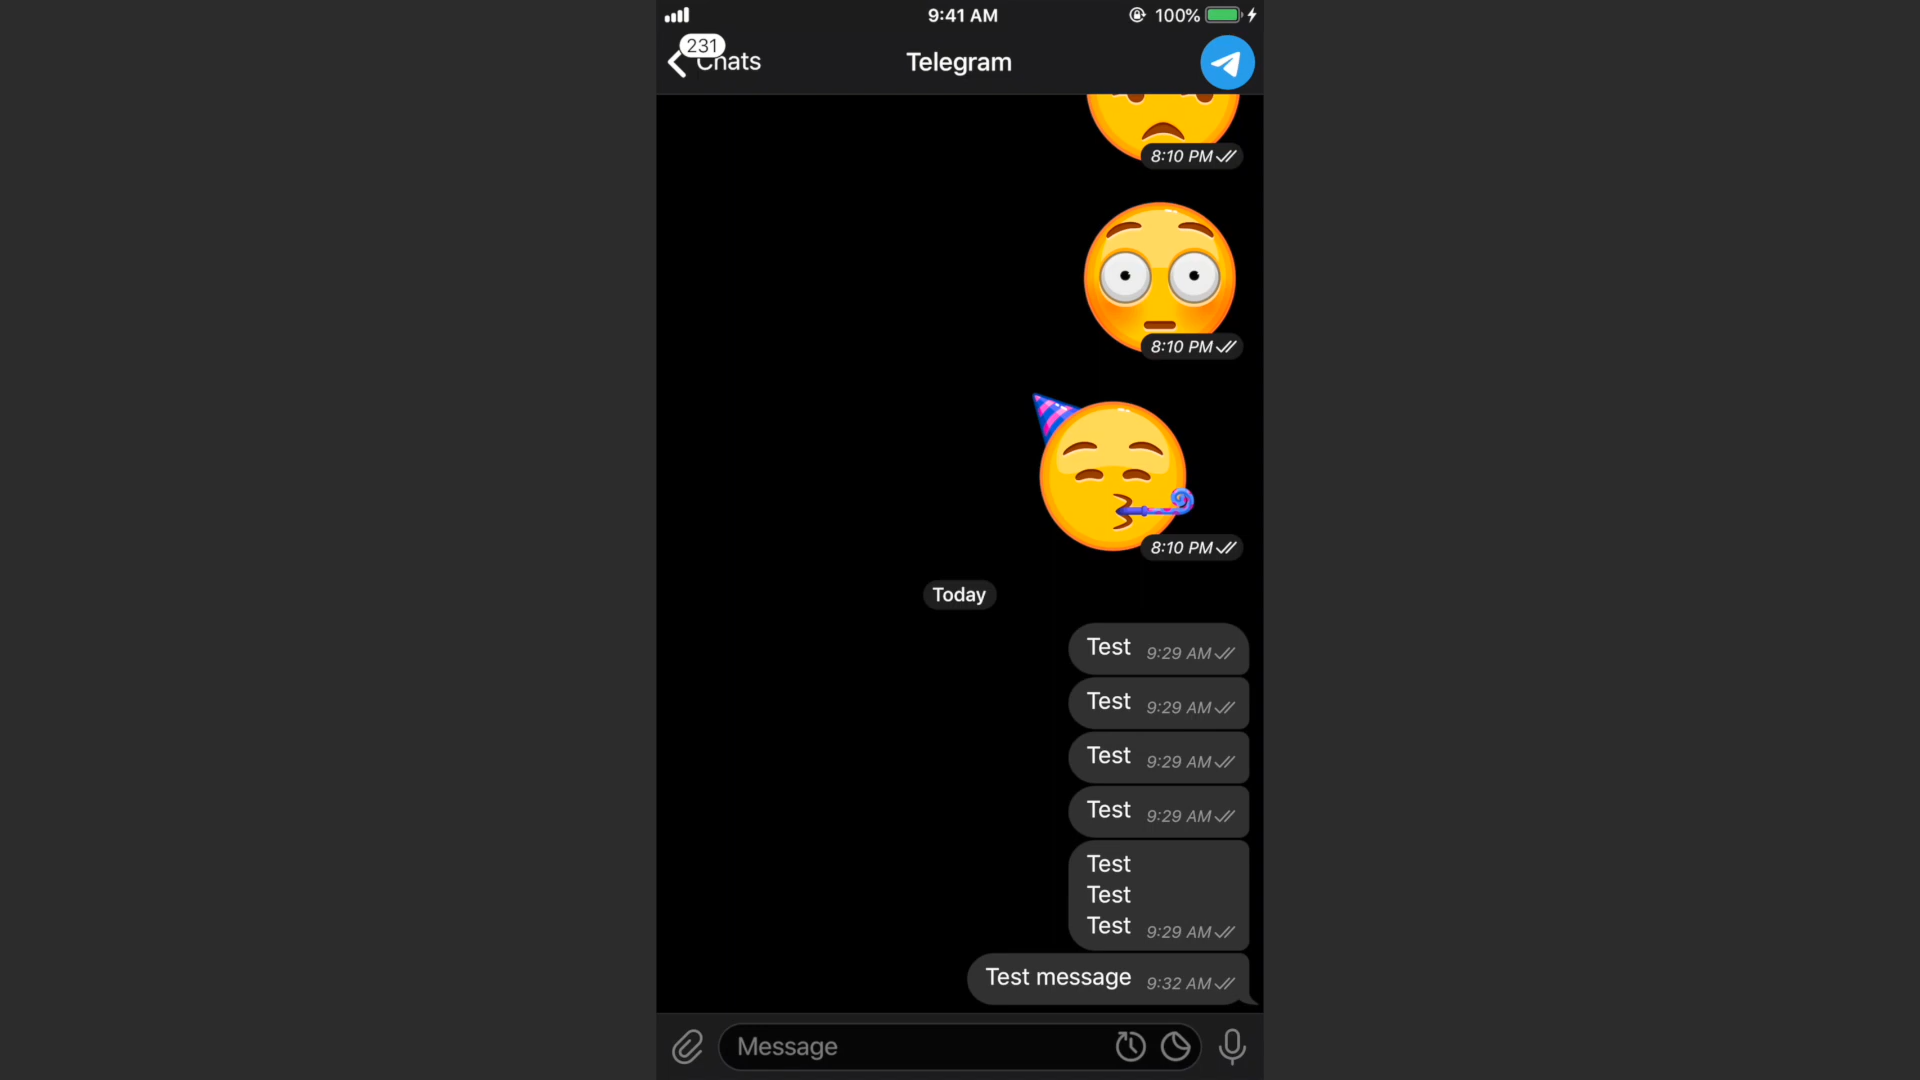 9:41 AM
100%
231
Chats
Telegram
8:10 PM
8:10 PM
8:10 PM
Today
Test 9:29 AM
Test 9:29 AM
Test 9:29 AM
Test 9:29 AM
Test
Test
Test 9:29 AM
Test message 9:32 AM
Message